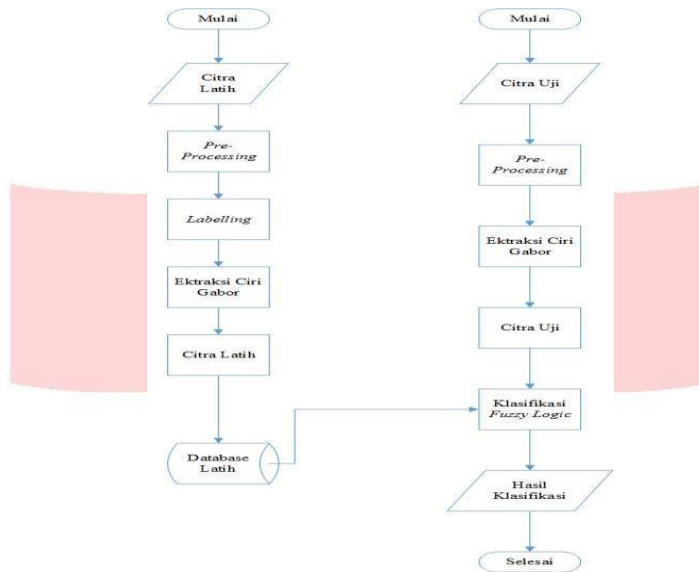 Mulai
Citra
Latih
Pre-
Processing
Labelling
Ektraksi Ciri
Gabor
Citra Latih
Database
Latih
Mulai
Citra Uji
Pre-
Processing
Ektraksi Ciri
Gabor
Citra Uji
Klasifikasi
Fuzzy Logic
Hasil
Klasifikasi
Selesai